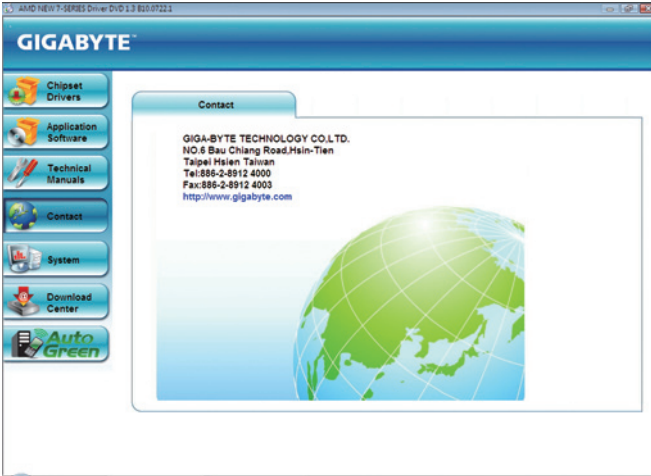 AMD NEW 7-SERIES Driver DVD 1.3 B10.0722.1
GIGABYTE™
Chipset
Drivers
Application
Software
Technical
Manuals
Contact
System
Download
Center
Auto
Green
Contact
GIGA-BYTE TECHNOLOGY CO.,LTD.
NO.6 Bau Chiang Road,Hsin-Tien
Taipei Hsien Taiwan
Tel:886-2-8912 4000
Fax:886-2-8912 4003
http://www.gigabyte.com